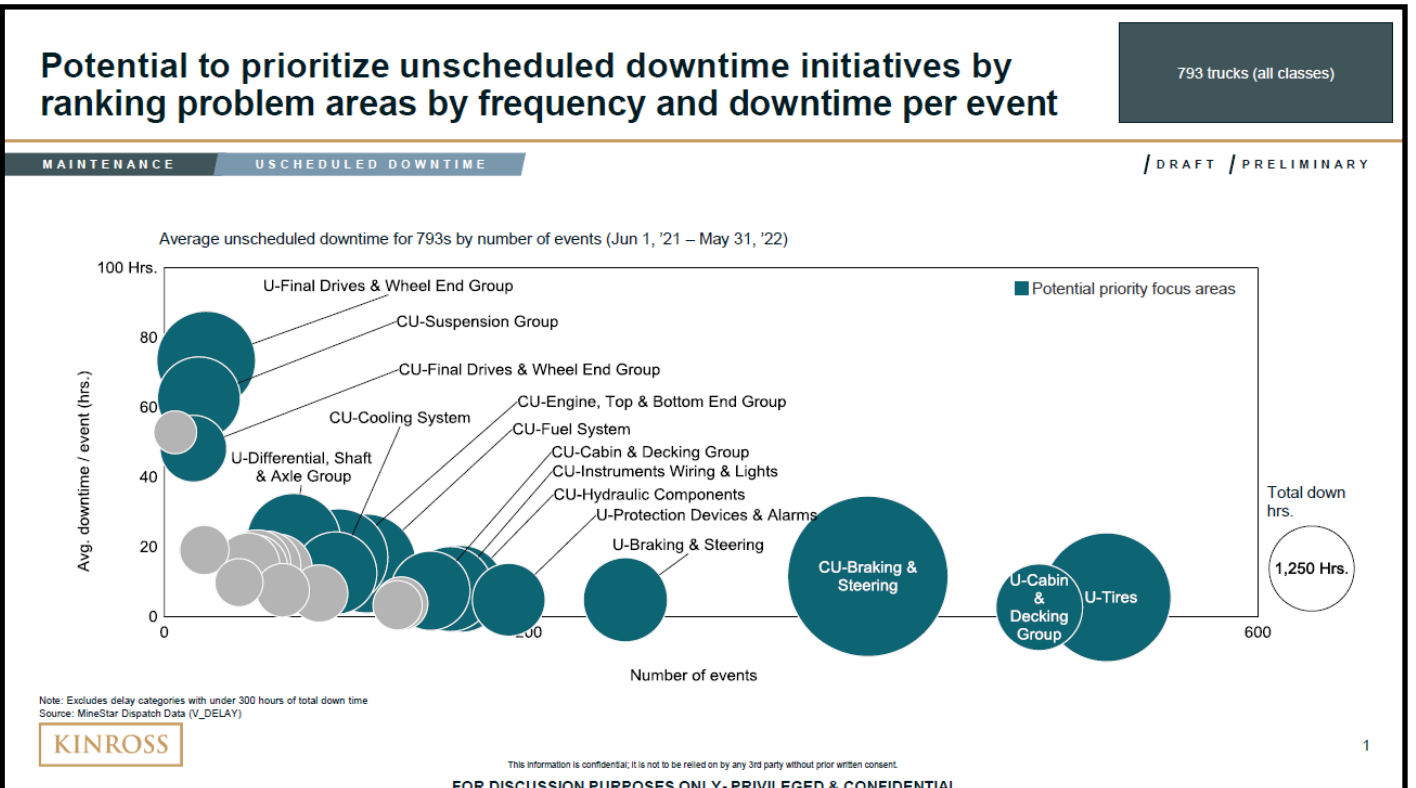 Potential to prioritize unscheduled downtime initiatives by
ranking problem areas by frequency and downtime per event
793 trucks (all classes)
MAINTENANCE
USCHEDULED DOWNTIME
DRAFT
PRELIMINARY
Average unscheduled downtime for 793s by number of events (Jun 1, '21 – May 31, '22)
100 Hrs.
80
60
40
20
0
Avg. downtime / event (hrs.)
Potential priority focus areas
U-Final Drives & Wheel End Group
CU-Suspension Group
CU-Final Drives & Wheel End Group
CU-Engine, Top & Bottom End Group
CU-Cooling System
CU-Fuel System
U-Differential, Shaft
& Axle Group
CU-Cabin & Decking Group
CU-Instruments Wiring & Lights
CU-Hydraulic Components
U-Protection Devices & Alarms
U-Braking & Steering
CU-Braking &
Steering
U-Cabin
&
Decking
Group
U-Tires
Total down
hrs.
1,250 Hrs.
0
200
600
Number of events
Note: Excludes delay categories with under 300 hours of total down time
Source: MineStar Dispatch Data (V_DELAY)
KINROSS
1
This information is confidential; it is not to be relied on by any 3rd party without prior written consent.
FOR DISCUSSION PURPOSES ONLY- PRIVILEGED & CONFIDENTIAL